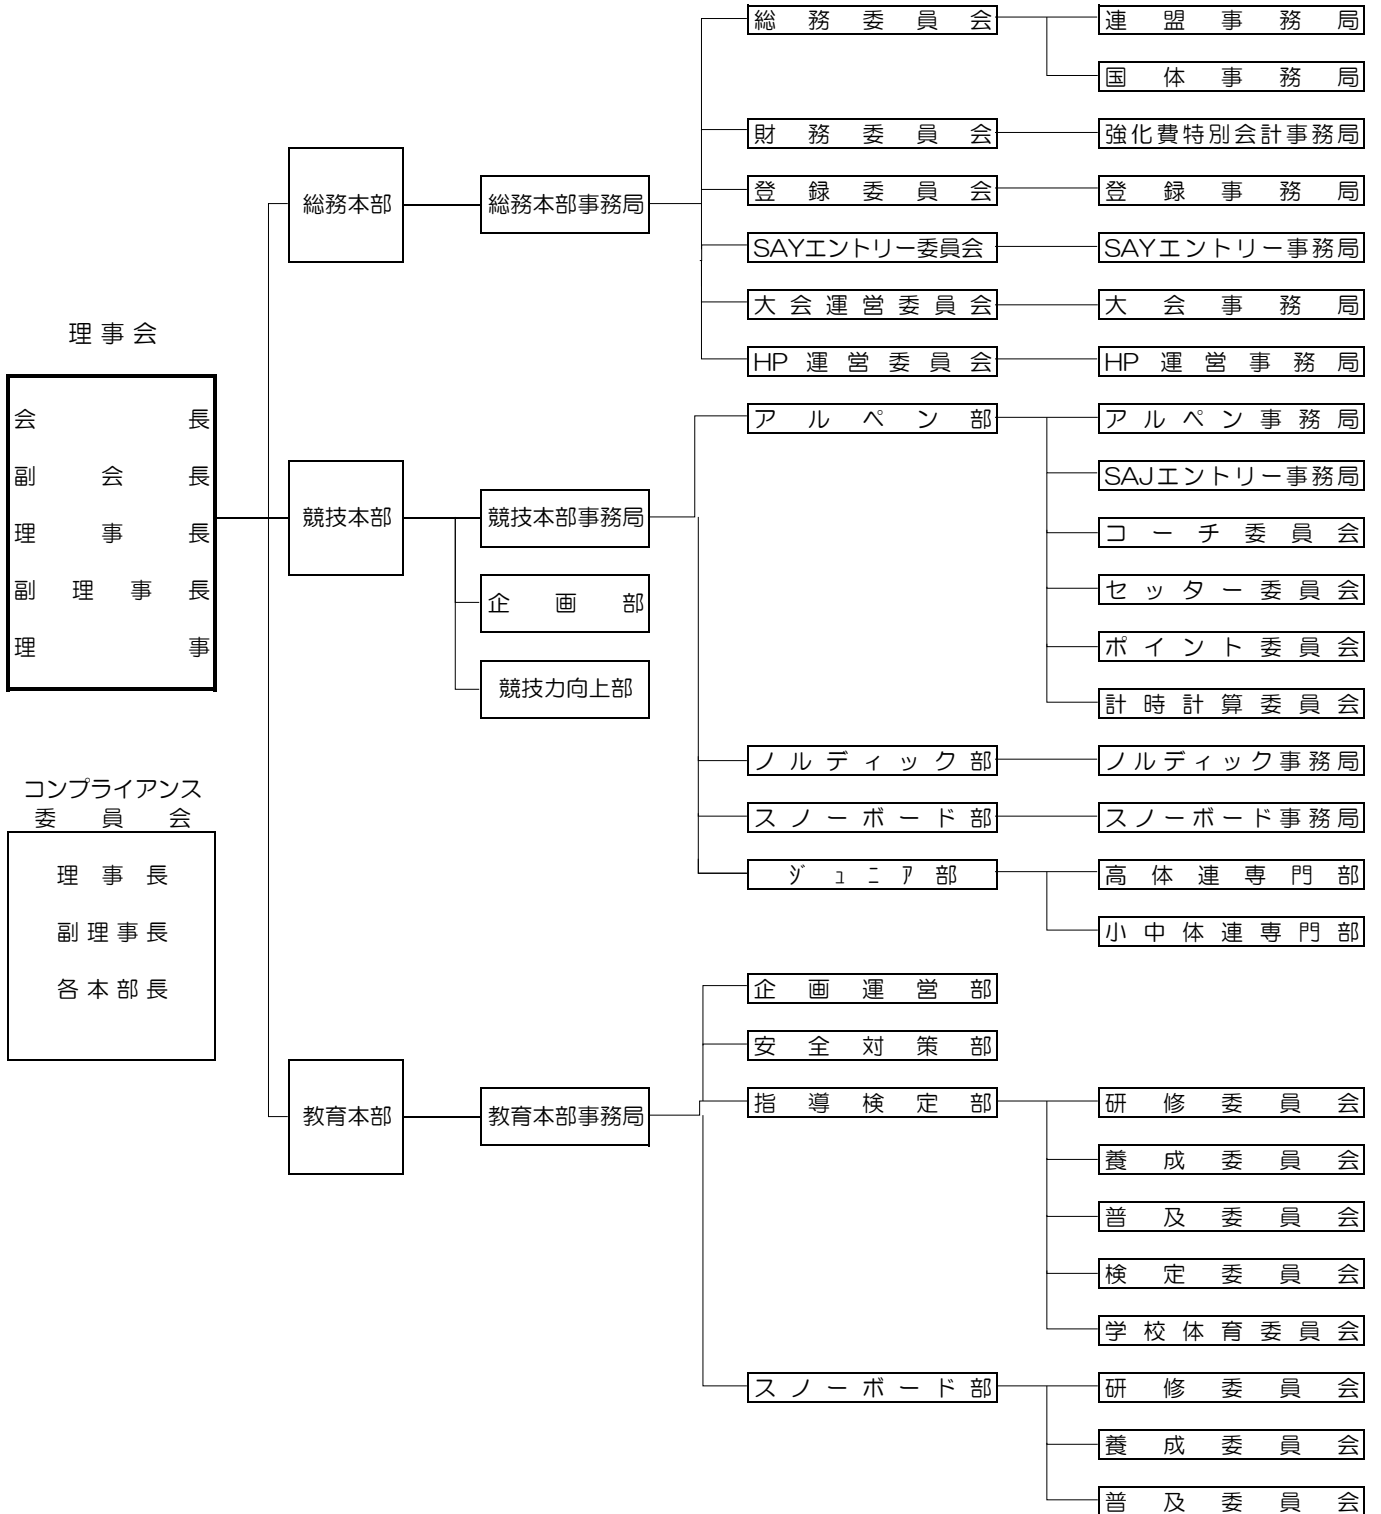 理事会
会長
副会長
理事長
副理事長
理事
コンプライアンス
委員会
理事長
副理事長
各本部長
総務本部
総務本部事務局
総務委員会
連盟事務局
国体事務局
財務委員会
強化費特別会計事務局
登録委員会
登録事務局
SAYエントリー委員会
SAYエントリー事務局
大会運営委員会
大会事務局
HP運営委員会
HP運営事務局
競技本部
競技本部事務局
企画部
競技力向上部
アルペン部
アルペン事務局
SAJエントリー事務局
コーチ委員会
セッター委員会
ポイント委員会
計時計算委員会
ノルディック部
ノルディック事務局
スノーボード部
スノーボード事務局
ジュニア部
高体連専門部
小中体連専門部
教育本部
教育本部事務局
企画運営部
安全対策部
指導検定部
研修委員会
養成委員会
普及委員会
検定委員会
学校体育委員会
スノーボード部
研修委員会
養成委員会
普及委員会